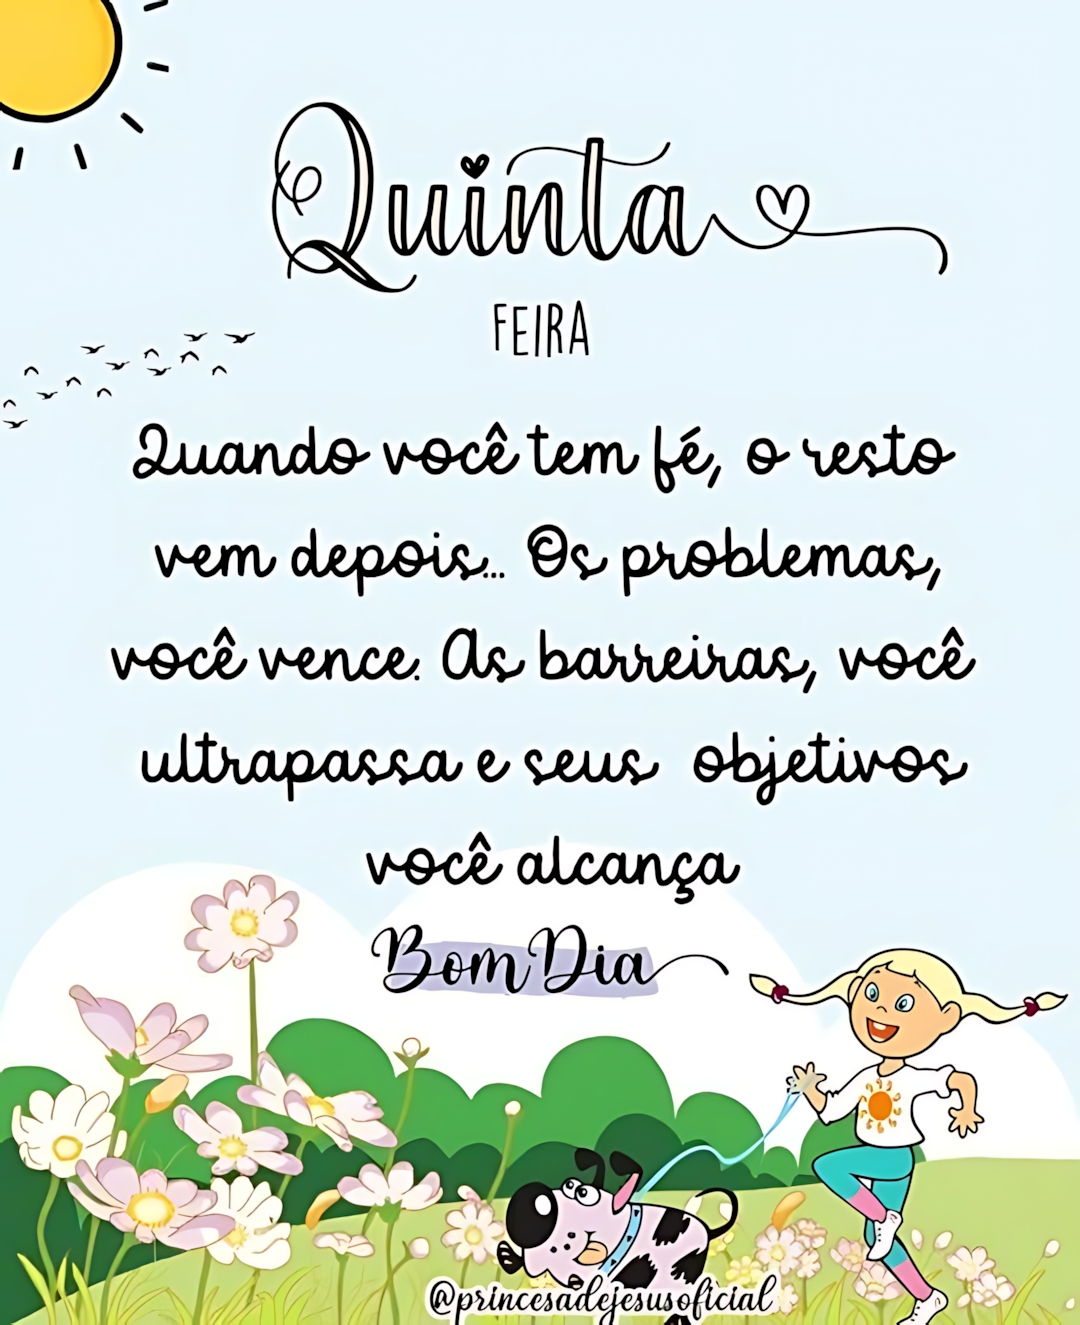 Quinta
FEIRA
Quando você tem fé, o resto
vem depois... Os problemas,
você vence. As barreiras, você
ultrapassa e seus objetivos
você alcança
Bom Dia
@princesadejesusoficial